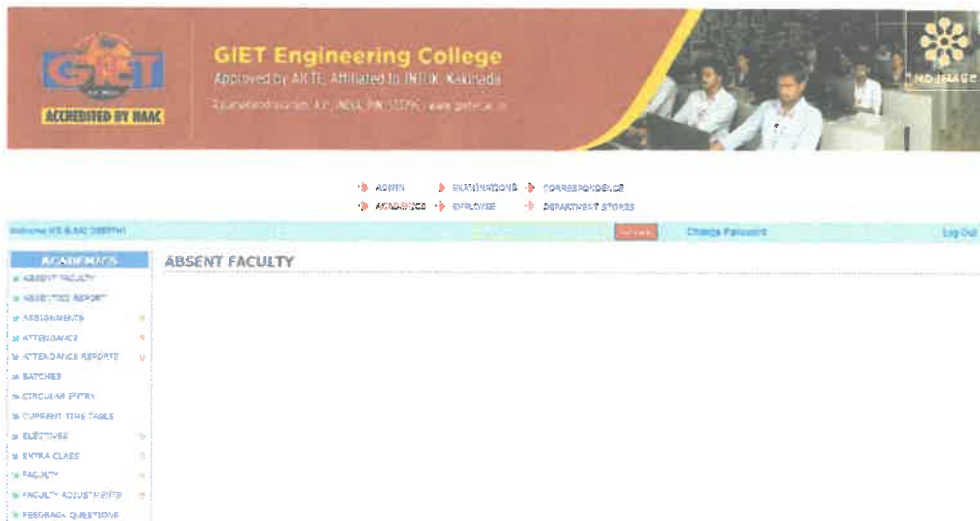 GIET
ACCREDITED BY NAAC
GIET Engineering College
Approved by AICTE, Affiliated to JNTUK, Kakinada
NO IMAGE
ADMIN EXAMINATIONS CORRESPONDENCE
ACADEMICS EMPLOYEE DEPARTMENT STORES
Change Password Log Out
ACADEMICS
ABSENT FACULTY
ABSENT FACULTY
ABSENTEES REPORT
ASSIGNMENTS
ATTENDANCE
ATTENDANCE REPORTS
BATCHES
CIRCULAR ENTRY
CURRENT TIME TABLE
ELECTIVES
EXTRA CLASS
FACULTY
FACULTY ADJUSTMENTS
FEEDBACK QUESTIONS